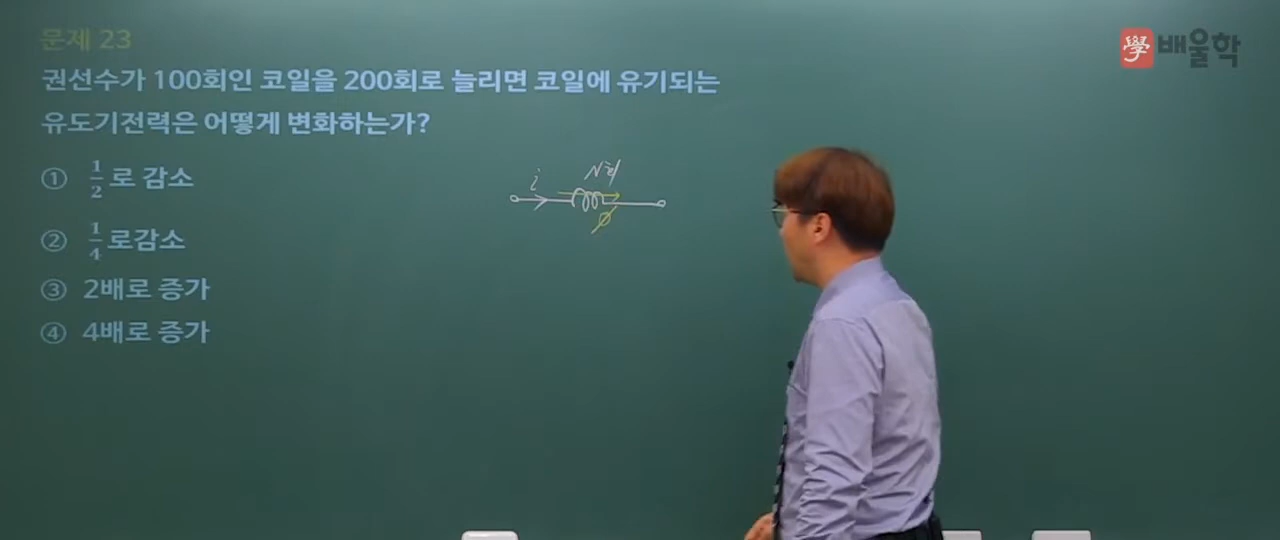 문제 23
學 배울학
권선수가 100회인 코일을 200회로 늘리면 코일에 유기되는
유도기전력은 어떻게 변화하는가?
① 1/2로 감소
② 1/4로감소
③ 2배로 증가
④ 4배로 증가
i
N회
ø